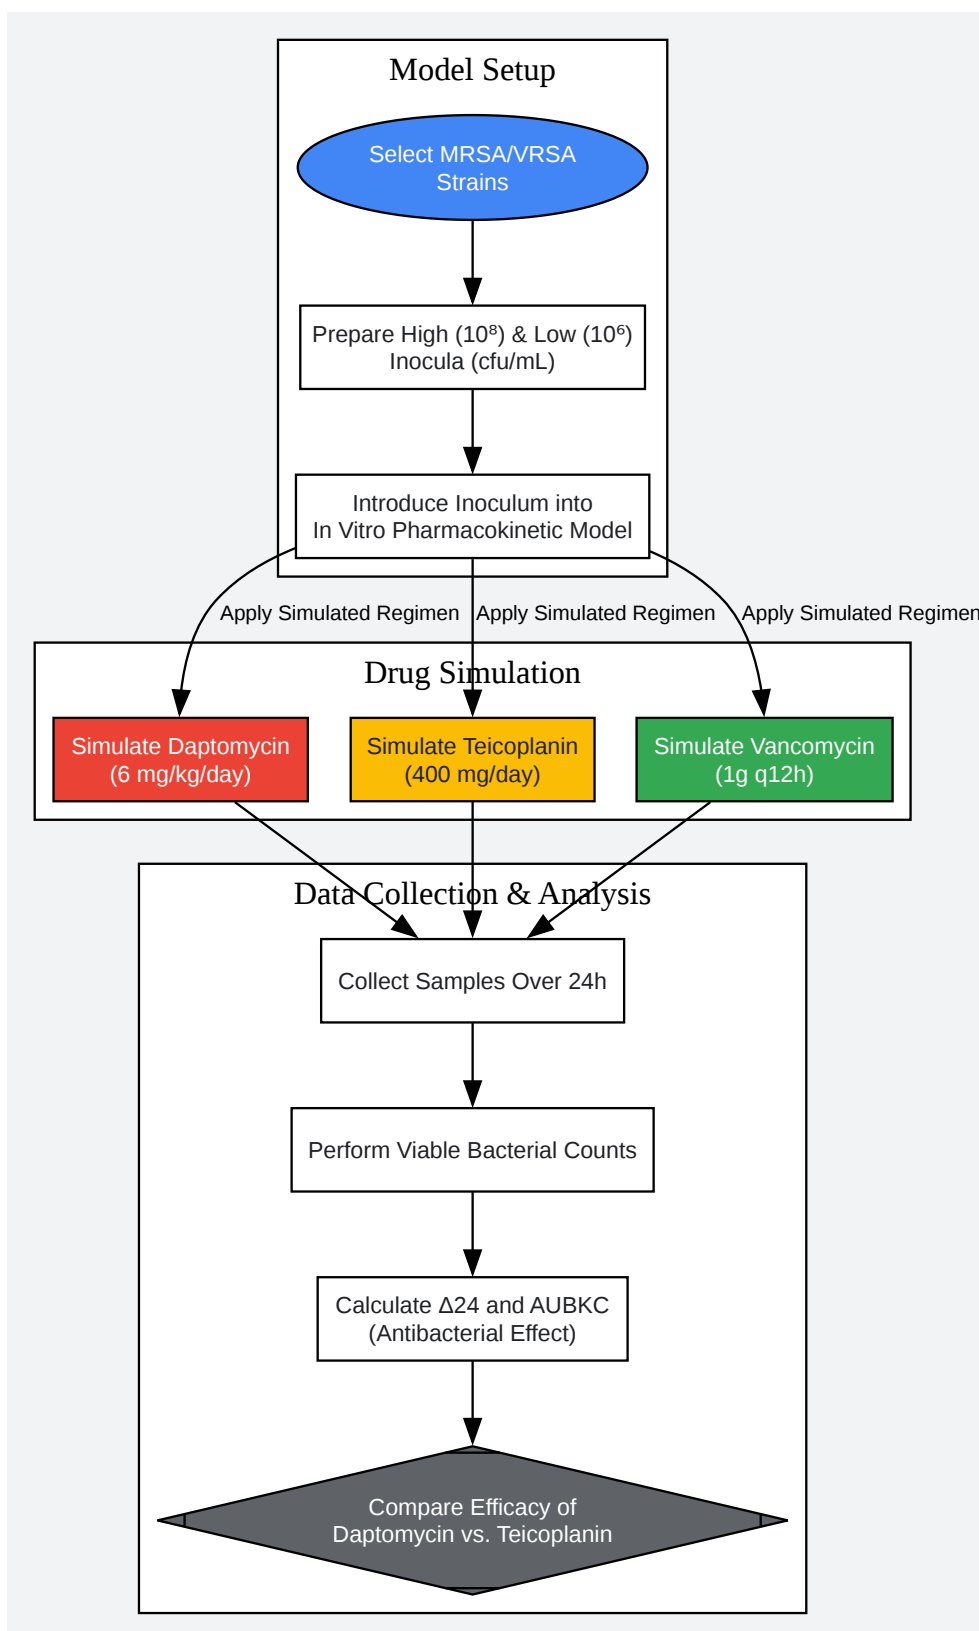 Model Setup
Select MRSA/VRSA
Strains
Prepare High (10⁸) & Low (10⁶)
Inocula (cfu/mL)
Introduce Inoculum into
In Vitro Pharmacokinetic Model
Apply Simulated Regimen
Apply Simulated Regimen
Apply Simulated Regimen
Drug Simulation
Simulate Daptomycin
(6 mg/kg/day)
Simulate Teicoplanin
(400 mg/day)
Simulate Vancomycin
(1g q12h)
Data Collection & Analysis
Collect Samples Over 24h
Perform Viable Bacterial Counts
Calculate Δ24 and AUBKC
(Antibacterial Effect)
Compare Efficacy of
Daptomycin vs. Teicoplanin